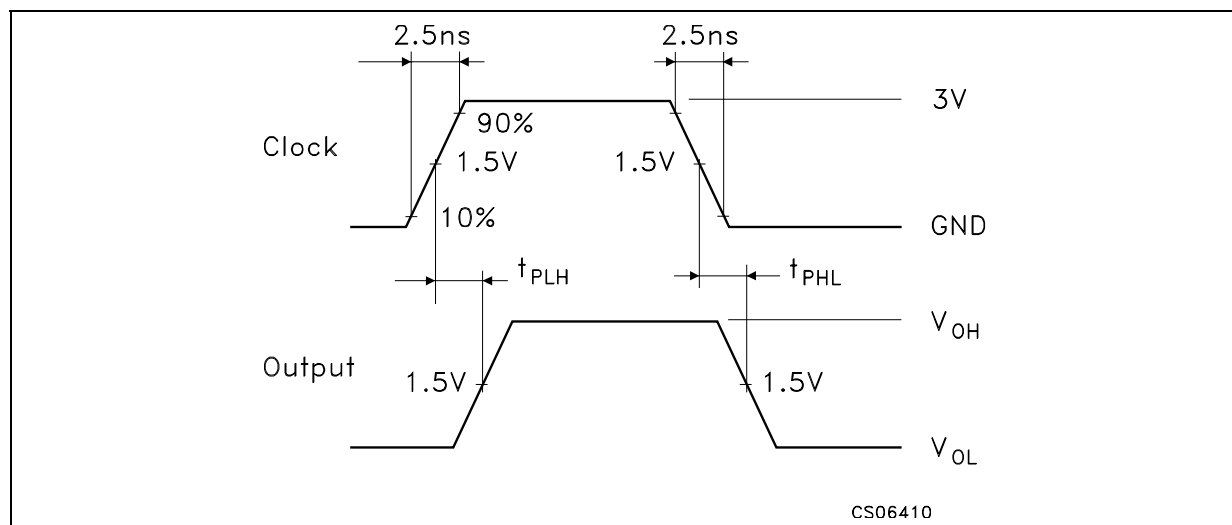 2.5ns 2.5ns
3V
90%
Clock 1.5V 1.5V
10% GND
tPLH tPHL
VOH
Output 1.5V 1.5V
VOL
CS06410